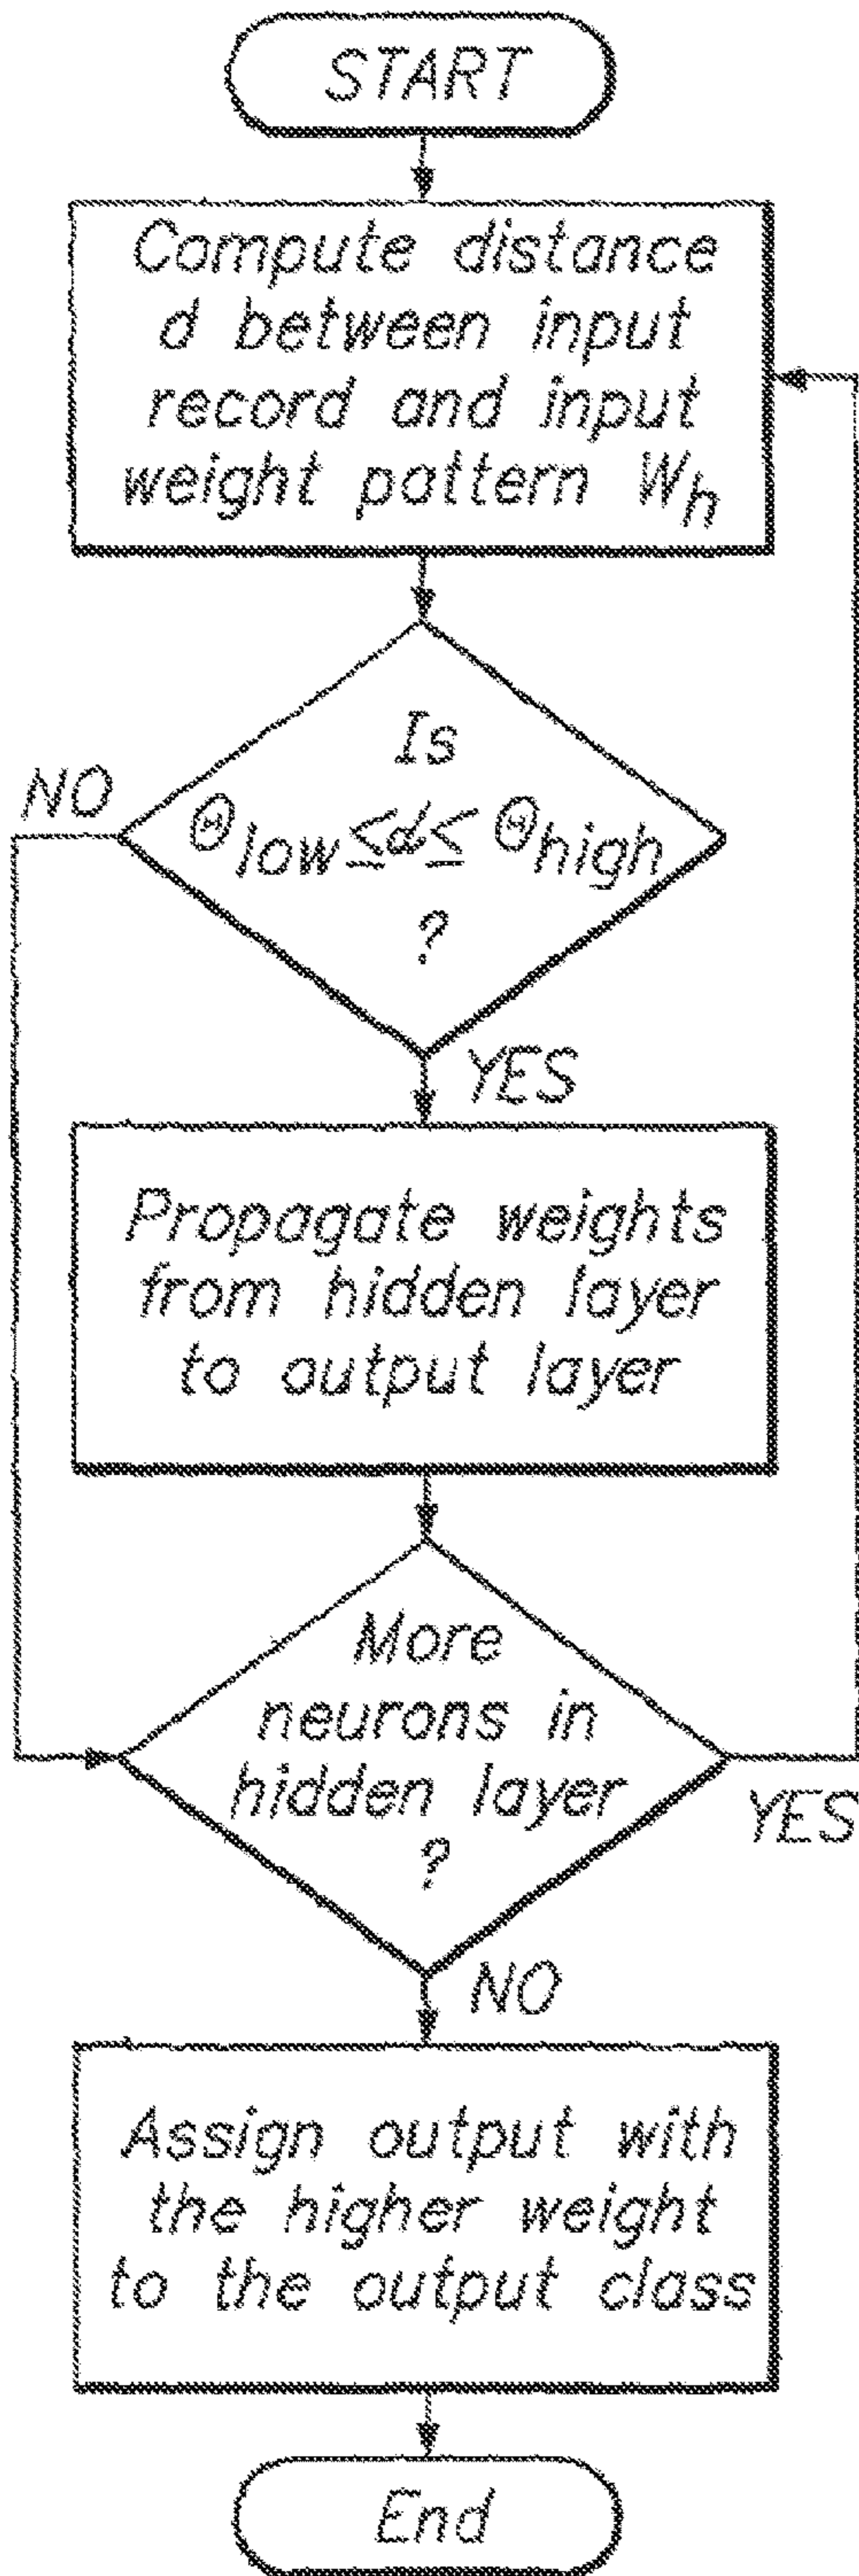 START
Compute distance
d between input
record and input
weight pattern Wh
Is
NO
Θlow ≤d≤ Θhigh
?
YES
Propagate weights
from hidden layer
to output layer
More
neurons in
hidden layer
?
YES
NO
Assign output with
the higher weight
to the output class
End